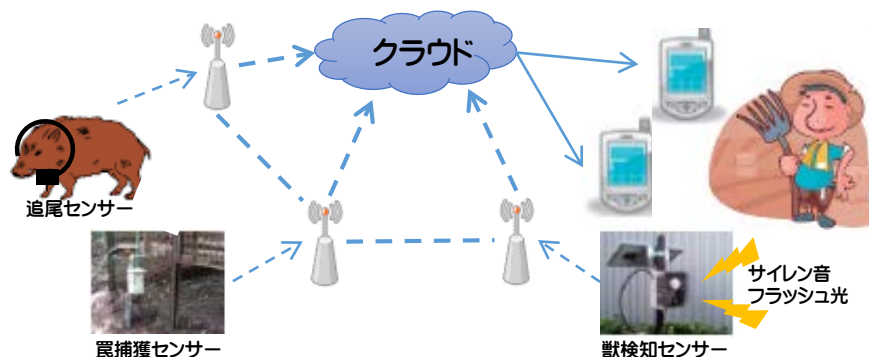 クラウド
追尾センサー
サイレン音
フラッシュ光
罠捕獲センサー
獣検知センサー